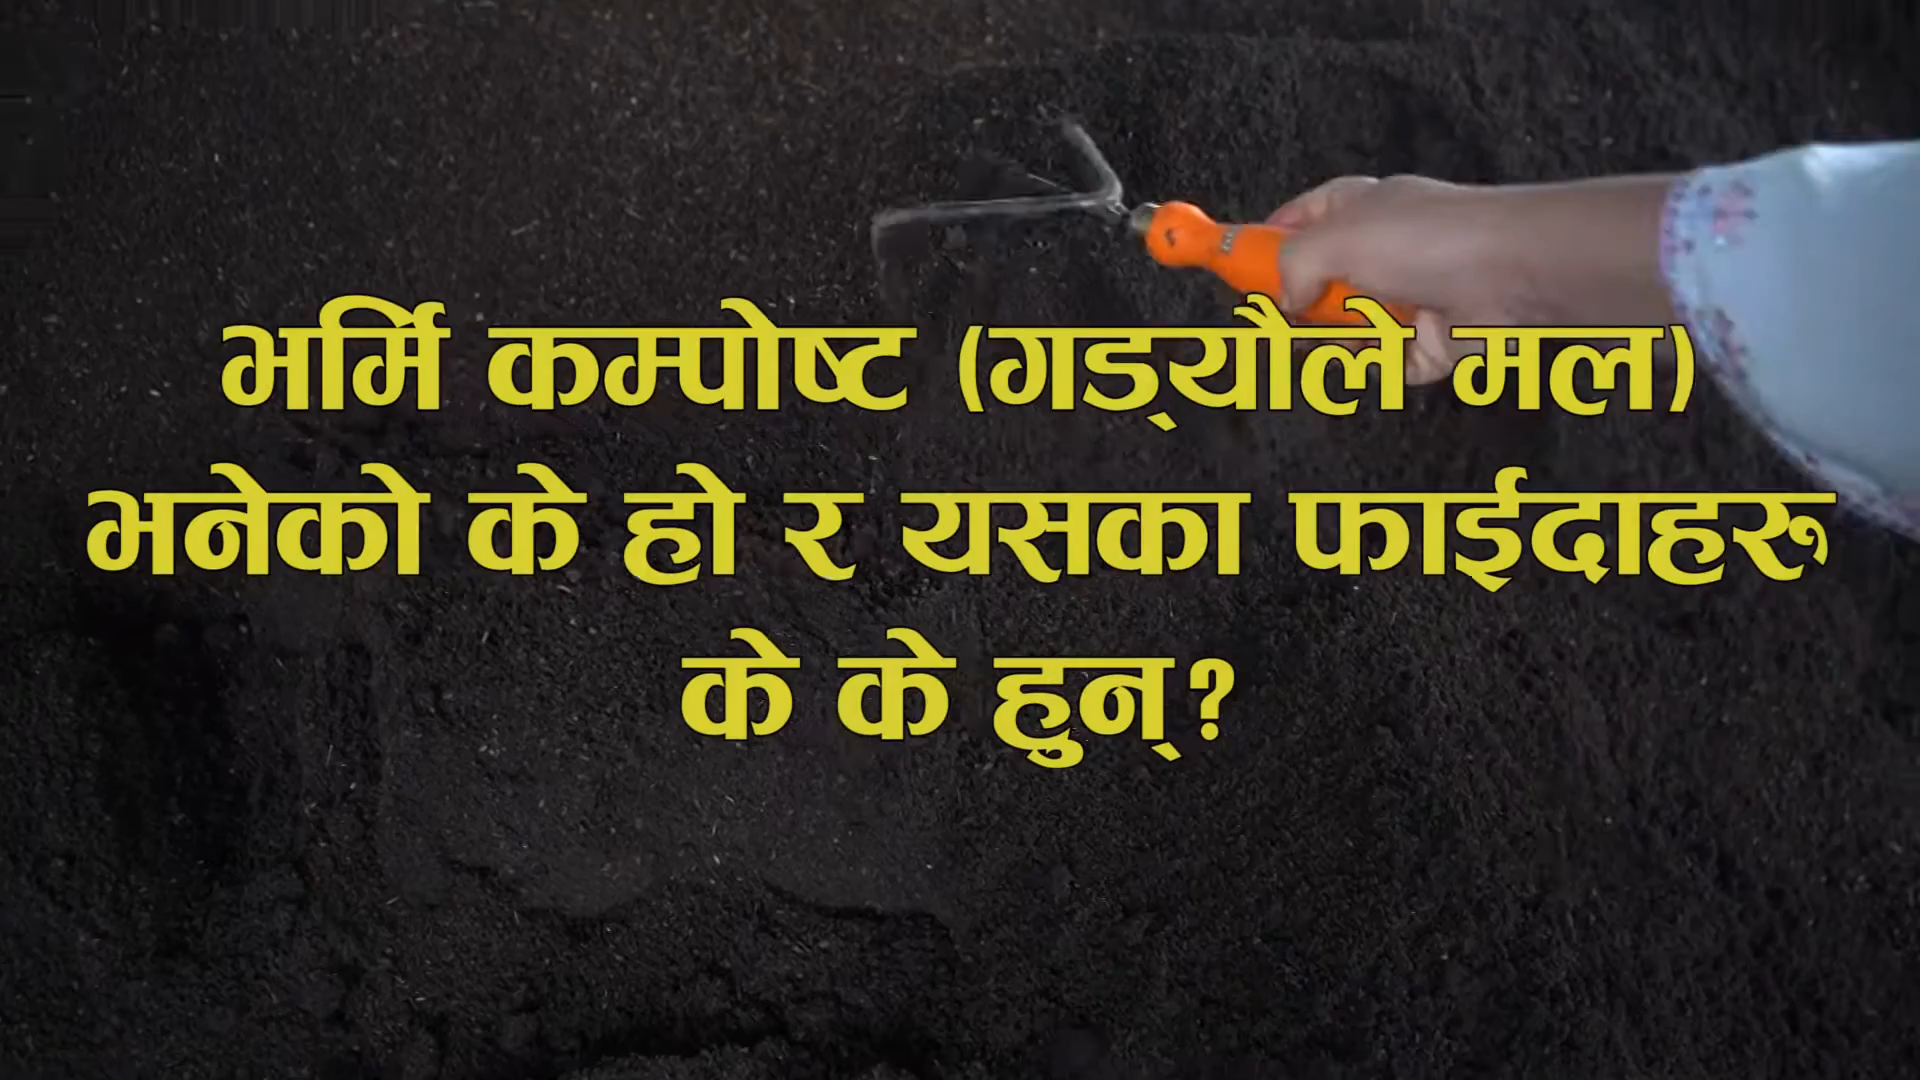 भर्मि कम्पोष्ट (गड्‌यौले मल)
भनेको के हो र यसका फाईदाहरु
के के हुन्?